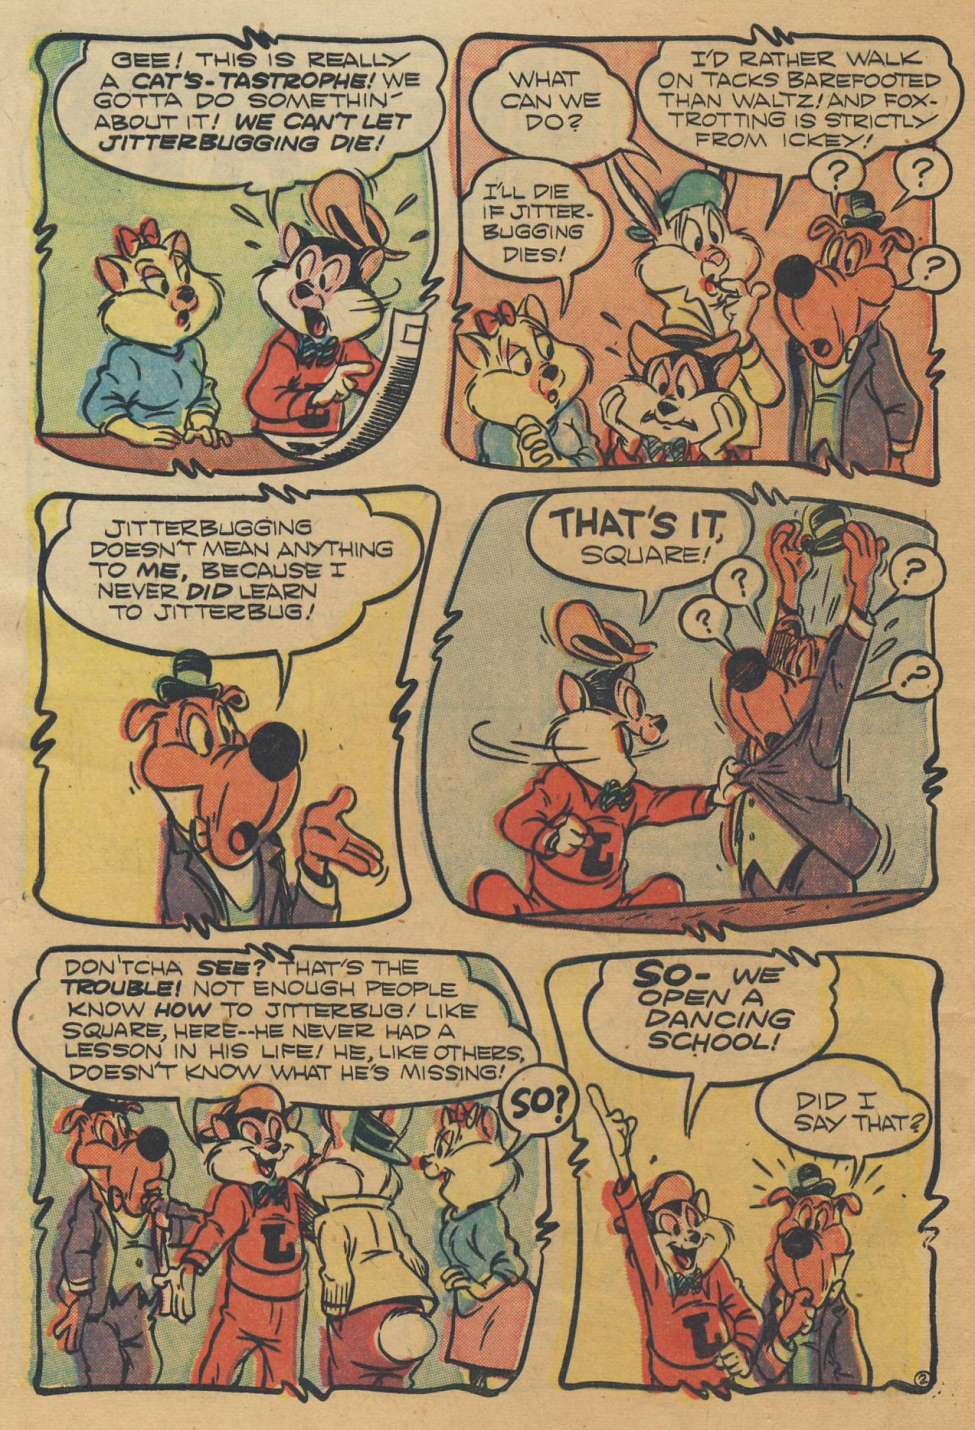 GEE! THIS IS REALLY
A CAT'S-TASTROPHE! WE
GOTTA DO SOMETHIN'
ABOUT IT! WE CAN'T LET
JITTERBUGGING DIE!
WHAT
CAN WE
DO?
I'D RATHER WALK
ON TACKS BAREFOOTED
THAN WALTZ! AND FOX-
TROTTING IS STRICTLY
FROM ICKEY!
I'LL DIE
IF JITTER-
BUGGING
DIES!
?
?
?
JITTERBUGGING
DOESN'T MEAN ANYTHING
TO ME, BECAUSE I
NEVER DID LEARN
TO JITTERBUG!
THAT'S IT,
SQUARE!
?
?
?
?
L
DON'TCHA SEE? THAT'S THE
TROUBLE! NOT ENOUGH PEOPLE
KNOW HOW TO JITTERBUG! LIKE
SQUARE, HERE--HE NEVER HAD A
LESSON IN HIS LIFE! HE, LIKE OTHERS,
DOESN'T KNOW WHAT HE'S MISSING!
SO?
L
SO- WE
OPEN A
DANCING
SCHOOL!
DID I
SAY THAT?
L
2